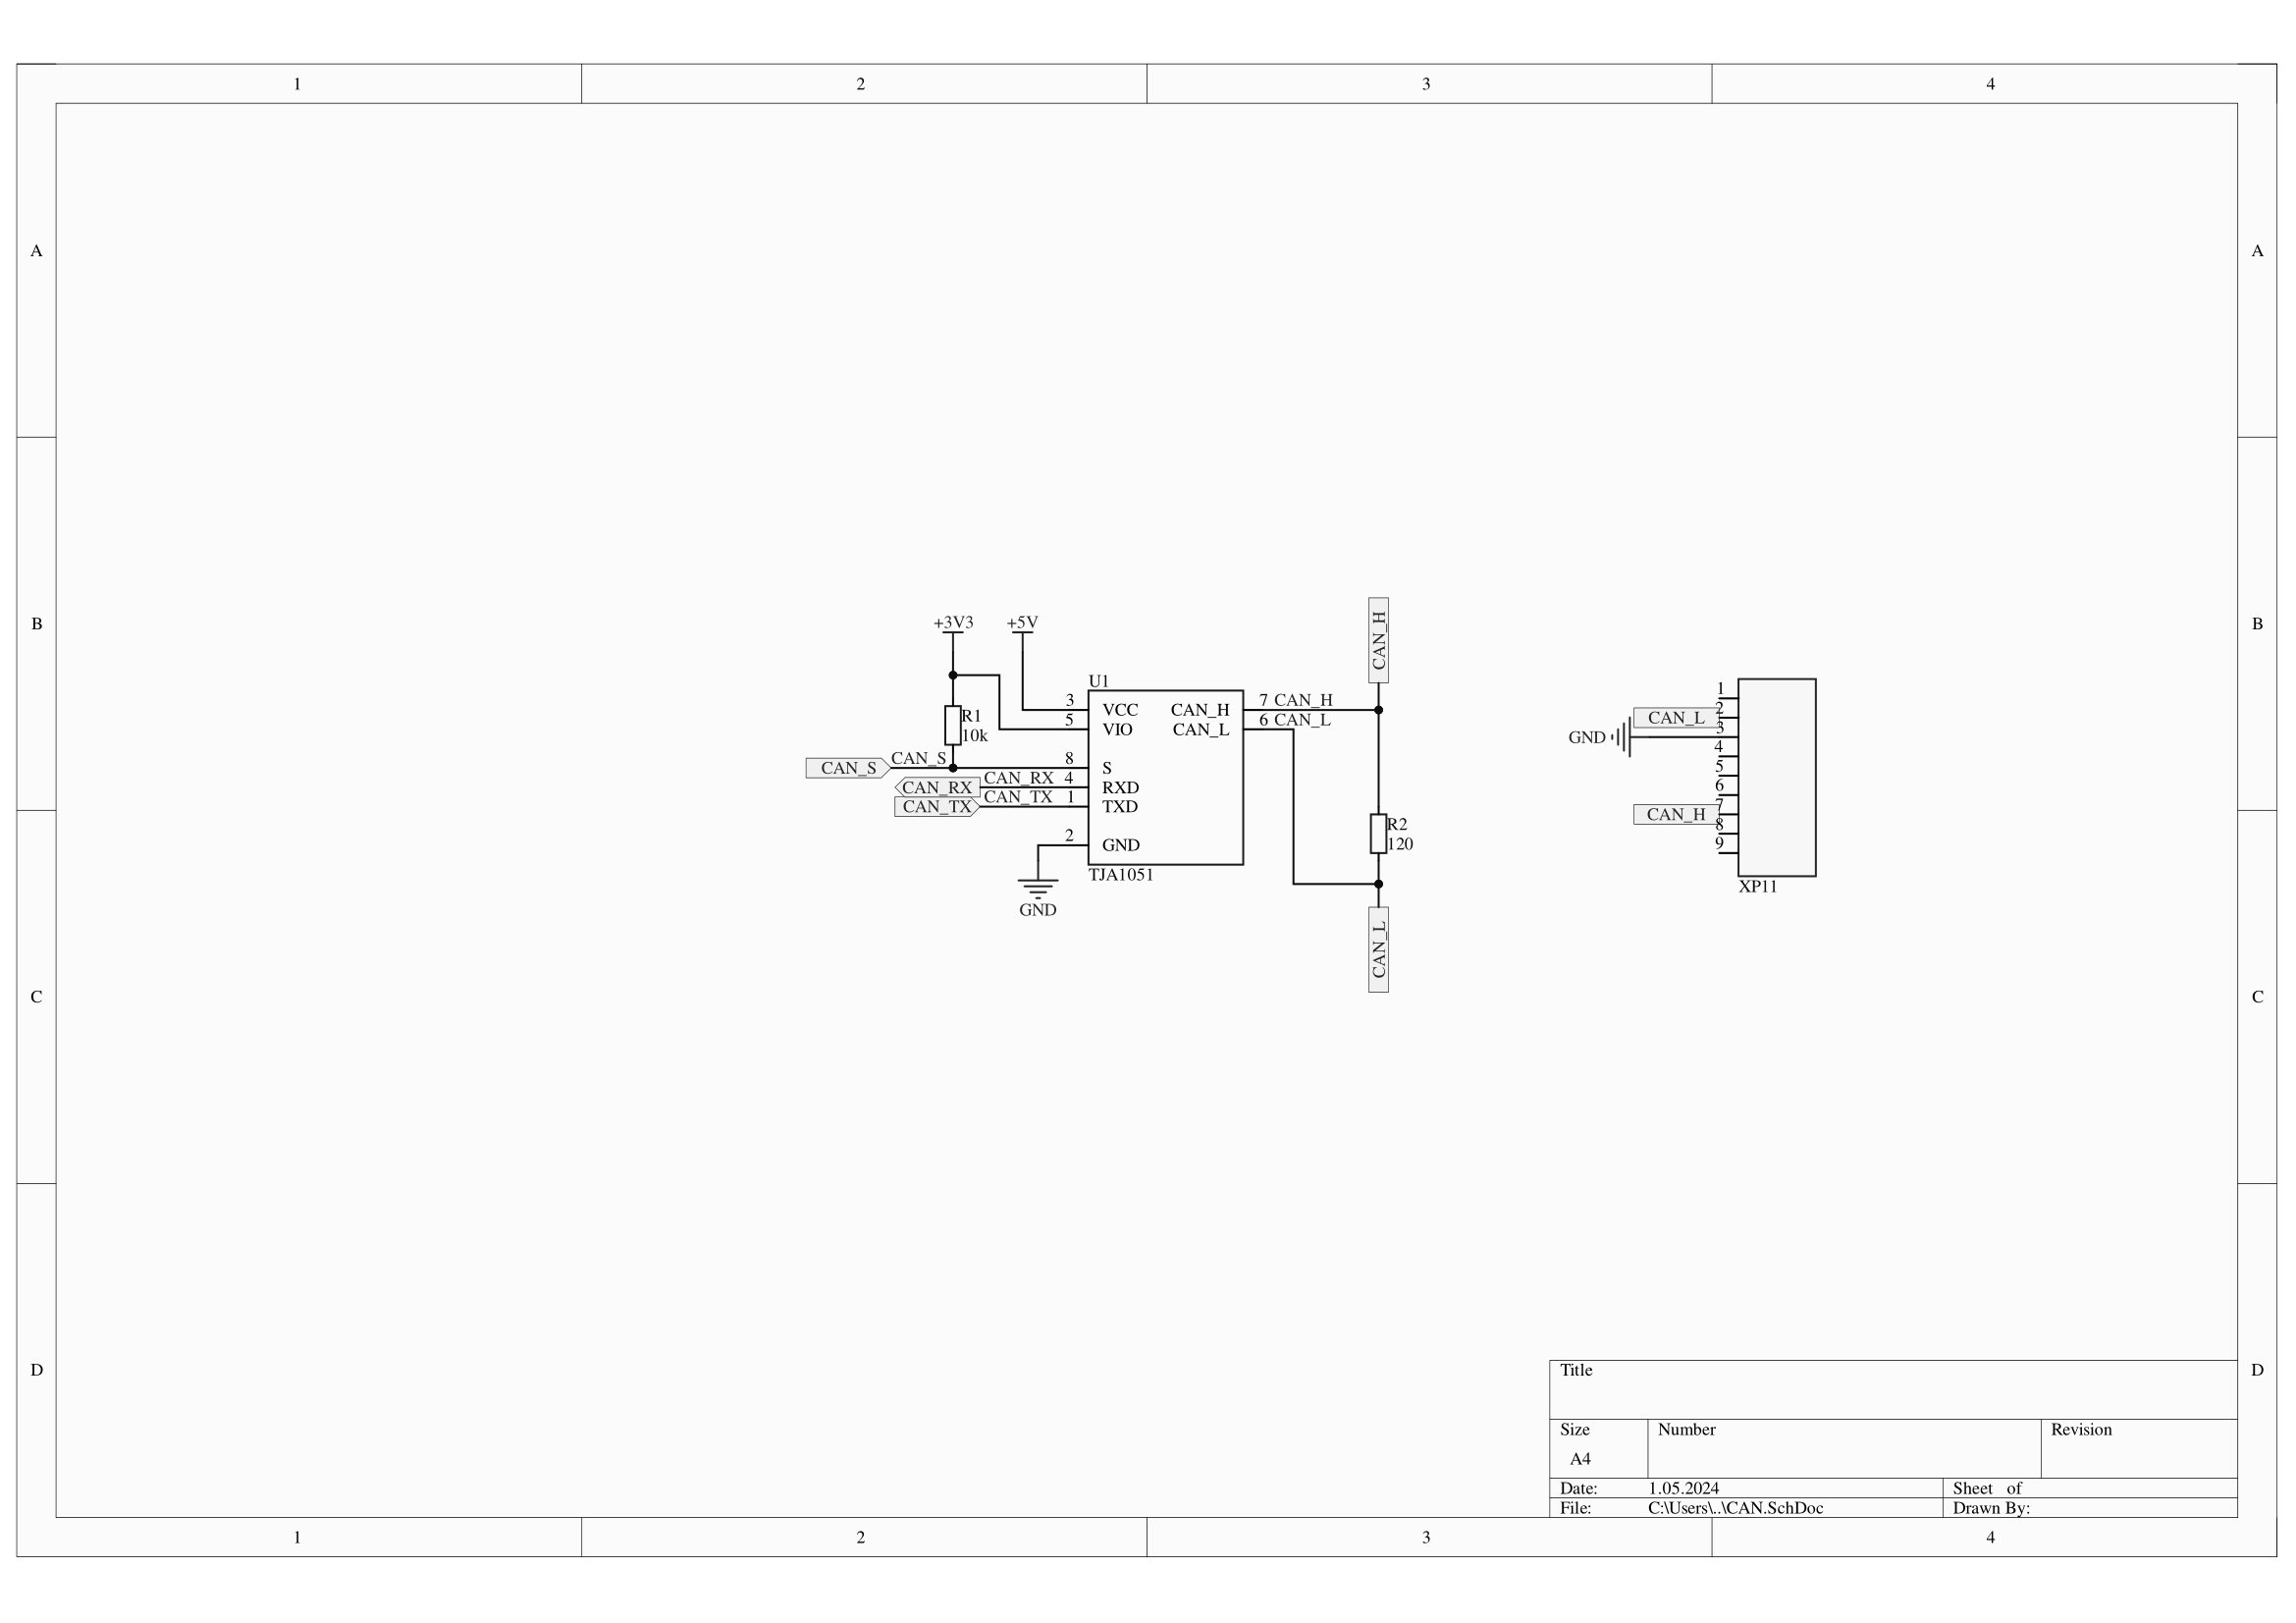 1 2 3 4
A A
B B
C C
D D
+3V3 +5V
R1
10k
U1
3 VCC
5 VIO
8 S
4 RXD
1 TXD
2 GND
CAN_H 7 CAN_H
CAN_L 6 CAN_L
TJA1051
CAN_S CAN_S
CAN_RX CAN_RX
CAN_TX CAN_TX
GND
CAN_H
R2
120
CAN_L
1
CAN_L 2
GND 3
4
5
6
CAN_H 7
8
9
XP11
Title
Size Number Revision
A4
Date: 1.05.2024 Sheet of
File: C:\Users\..\CAN.SchDoc Drawn By:
1 2 3 4